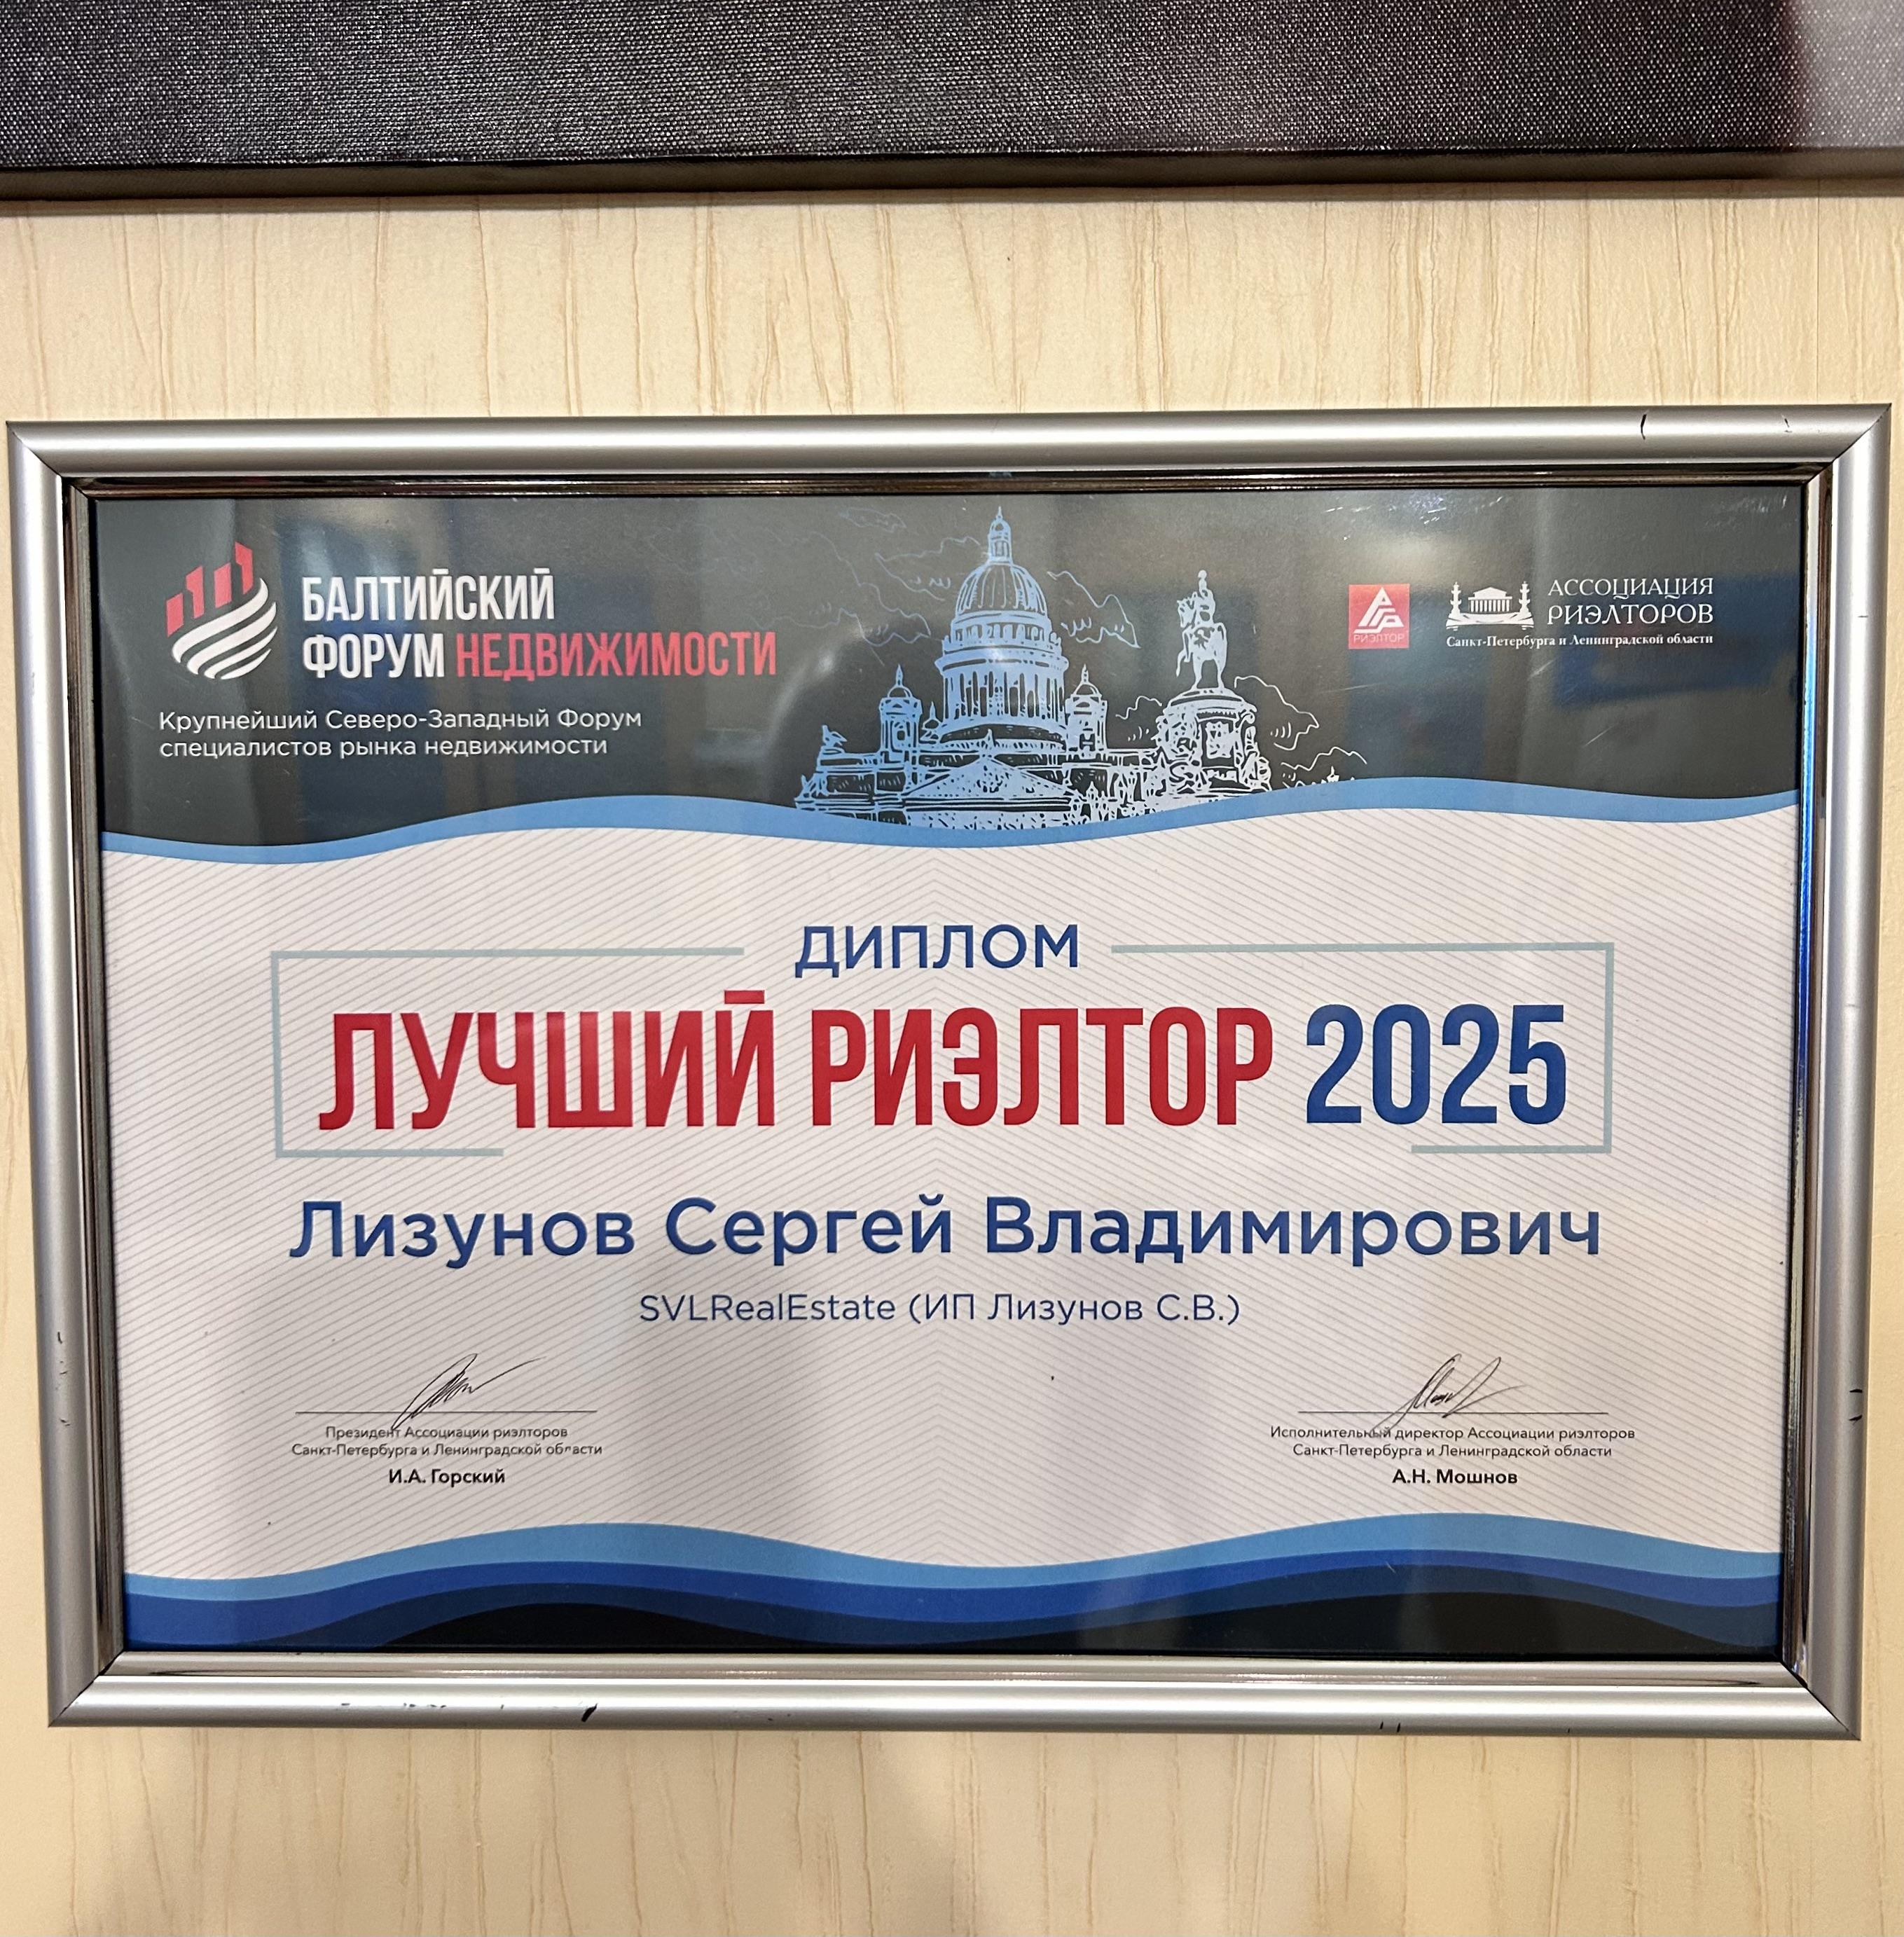 БАЛТИЙСКИЙ
ФОРУМ НЕДВИЖИМОСТИ
Крупнейший Северо-Западный Форум
специалистов рынка недвижимости
РИЭЛТОР
АССОЦИАЦИЯ
РИЭЛТОРОВ
Санкт-Петербурга и Ленинградской области
ДИПЛОМ
ЛУЧШИЙ РИЭЛТОР 2025
Лизунов Сергей Владимирович
SVLRealEstate (ИП Лизунов С.В.)
Президент Ассоциации риэлторов
Санкт-Петербурга и Ленинградской области
И.А. Горский
Исполнительный директор Ассоциации риэлторов
Санкт-Петербурга и Ленинградской области
А.Н. Мошнов